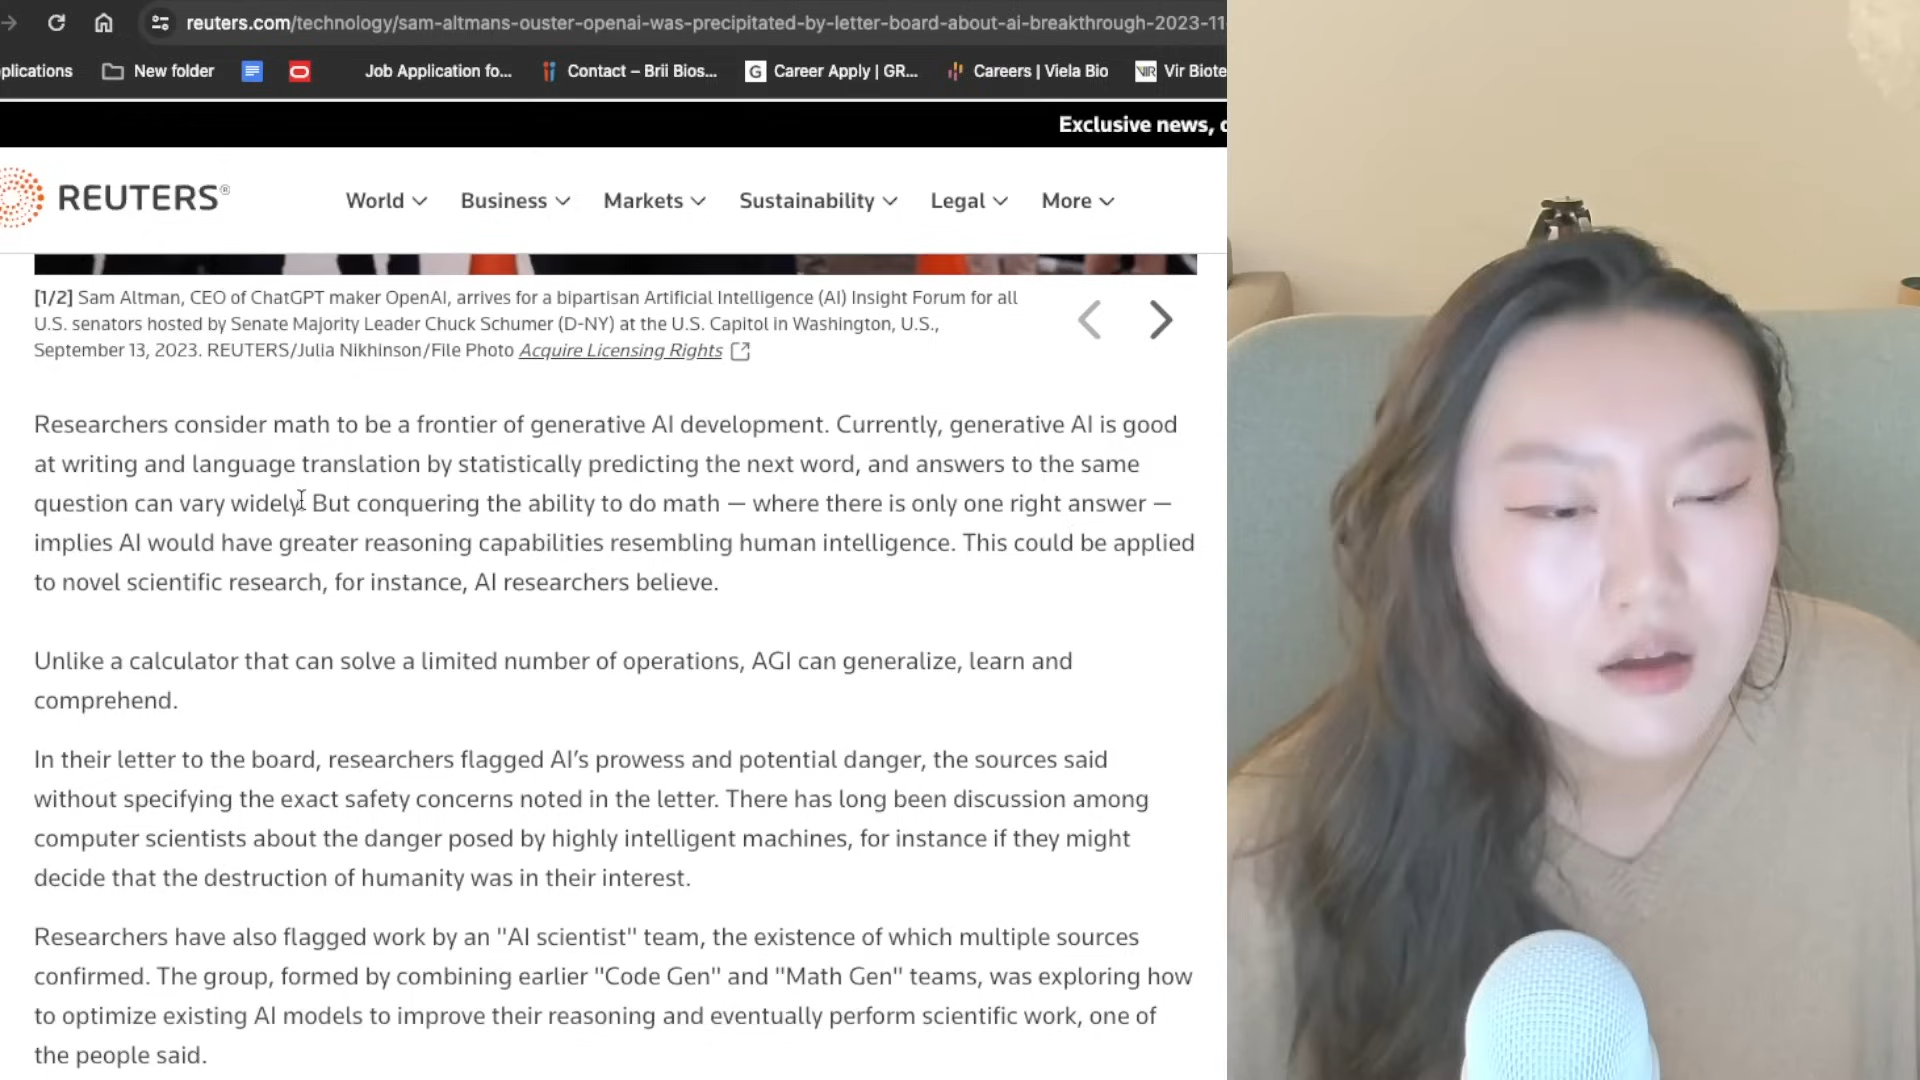 reuters.com/technology/sam-altmans-ouster-openai-was-precipitated-by-letter-board-about-ai-breakthrough-2023-11-
plications New folder Job Application fo... Contact – Brii Bios... Career Apply | GR... Careers | Viela Bio Vir Biote
Exclusive news,
REUTERS® World Business Markets Sustainability Legal More
[1/2] Sam Altman, CEO of ChatGPT maker OpenAI, arrives for a bipartisan Artificial Intelligence (AI) Insight Forum for all
U.S. senators hosted by Senate Majority Leader Chuck Schumer (D-NY) at the U.S. Capitol in Washington, U.S.,
September 13, 2023. REUTERS/Julia Nikhinson/File Photo Acquire Licensing Rights
Researchers consider math to be a frontier of generative AI development. Currently, generative AI is good
at writing and language translation by statistically predicting the next word, and answers to the same
question can vary widely. But conquering the ability to do math — where there is only one right answer —
implies AI would have greater reasoning capabilities resembling human intelligence. This could be applied
to novel scientific research, for instance, AI researchers believe.
Unlike a calculator that can solve a limited number of operations, AGI can generalize, learn and
comprehend.
In their letter to the board, researchers flagged AI’s prowess and potential danger, the sources said
without specifying the exact safety concerns noted in the letter. There has long been discussion among
computer scientists about the danger posed by highly intelligent machines, for instance if they might
decide that the destruction of humanity was in their interest.
Researchers have also flagged work by an "AI scientist" team, the existence of which multiple sources
confirmed. The group, formed by combining earlier "Code Gen" and "Math Gen" teams, was exploring how
to optimize existing AI models to improve their reasoning and eventually perform scientific work, one of
the people said.